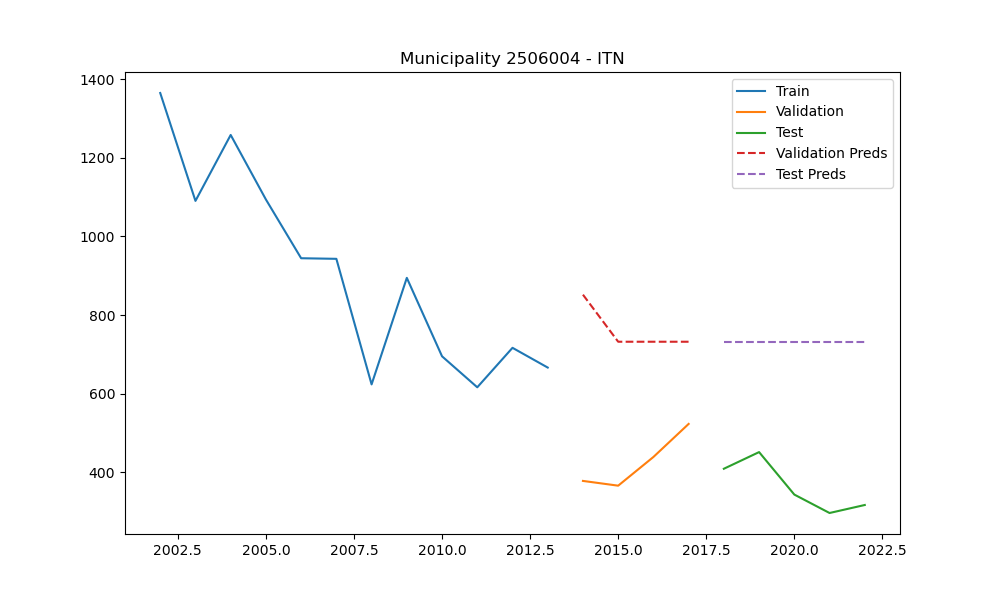 Municipality 2506004 - ITN
1400
1200
1000
800
600
400
2002.5 2005.0 2007.5 2010.0 2012.5 2015.0 2017.5 2020.0 2022.5
Train
Validation
Test
Validation Preds
Test Preds